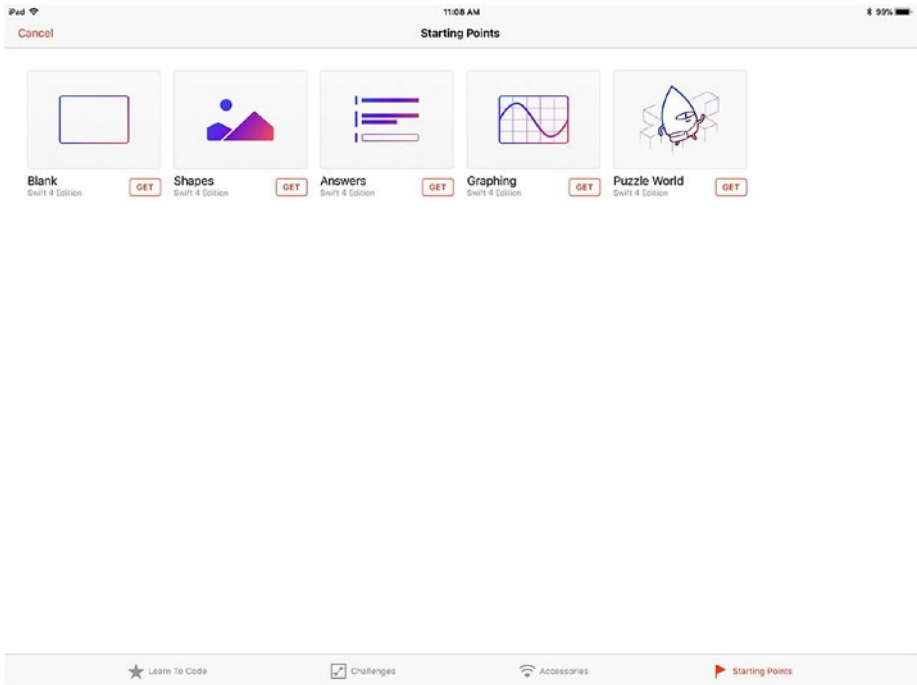 iPad 11:08 AM 99%
Cancel Starting Points
Blank
Swift 4 Edition
GET
Shapes
Swift 4 Edition
GET
Answers
Swift 4 Edition
GET
Graphing
Swift 4 Edition
GET
Puzzle World
Swift 4 Edition
GET
Learn To Code Challenges Accessories Starting Points